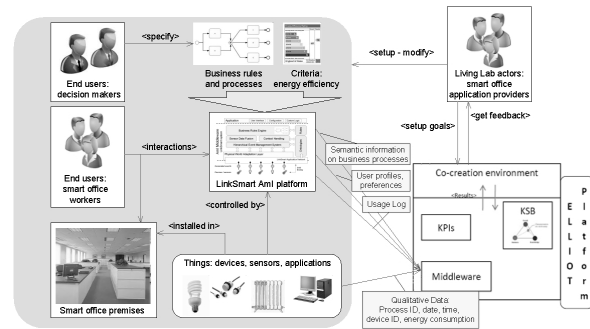 <specify>
End users:
decision makers
Business rules
and processes
Criteria:
energy efficiency
<setup - modify>
Living Lab actors:
smart office
application providers
End users:
smart office
workers
<interactions>
LinkSmart AmI platform
<controlled by>
<installed in>
Smart office premises
Things: devices, sensors, applications
<setup goals>
<get feedback>
Semantic information
on business processes
User profiles,
preferences
Usage Log
Co-creation environment
<Results>
KPIs
KSB
Middleware
ELLIOT
Platform
Qualitative Data:
Process ID, date, time,
device ID, energy consumption